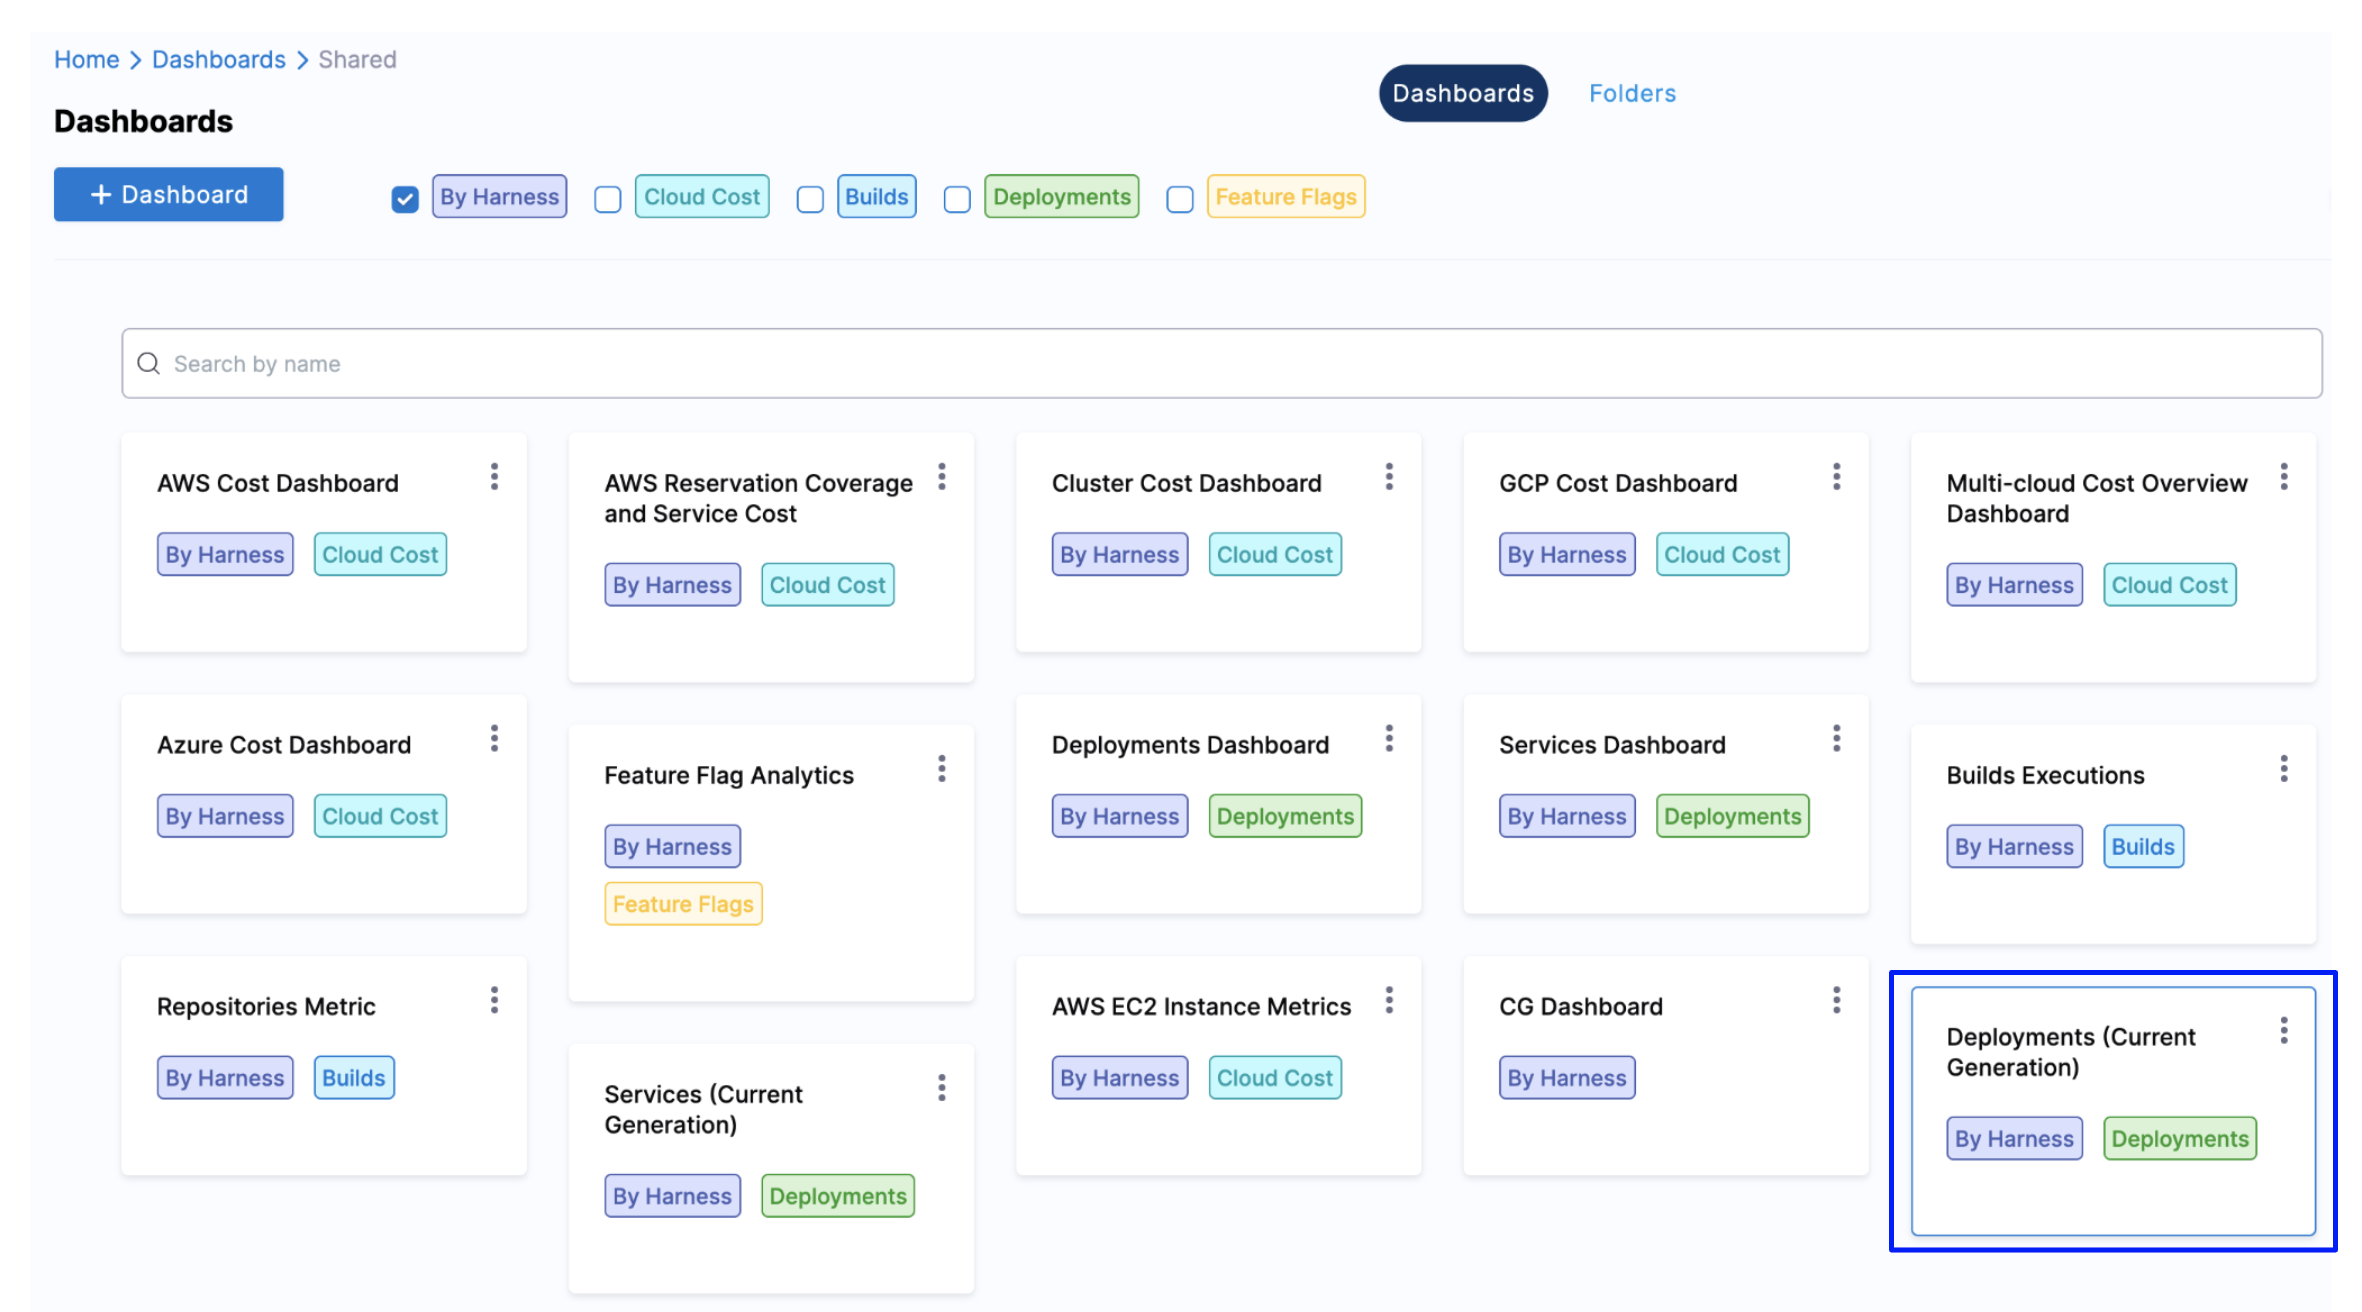 Home > Dashboards > Shared
Dashboards
Dashboards
Folders
+ Dashboard
By Harness
Cloud Cost
Builds
Deployments
Feature Flags
Search by name
AWS Cost Dashboard
By Harness
Cloud Cost
AWS Reservation Coverage
and Service Cost
By Harness
Cloud Cost
Cluster Cost Dashboard
By Harness
Cloud Cost
GCP Cost Dashboard
By Harness
Cloud Cost
Multi-cloud Cost Overview
Dashboard
By Harness
Cloud Cost
Azure Cost Dashboard
By Harness
Cloud Cost
Feature Flag Analytics
By Harness
Feature Flags
Deployments Dashboard
By Harness
Deployments
Services Dashboard
By Harness
Deployments
Builds Executions
By Harness
Builds
Repositories Metric
By Harness
Builds
Services (Current
Generation)
By Harness
Deployments
AWS EC2 Instance Metrics
By Harness
Cloud Cost
CG Dashboard
By Harness
Deployments (Current
Generation)
By Harness
Deployments